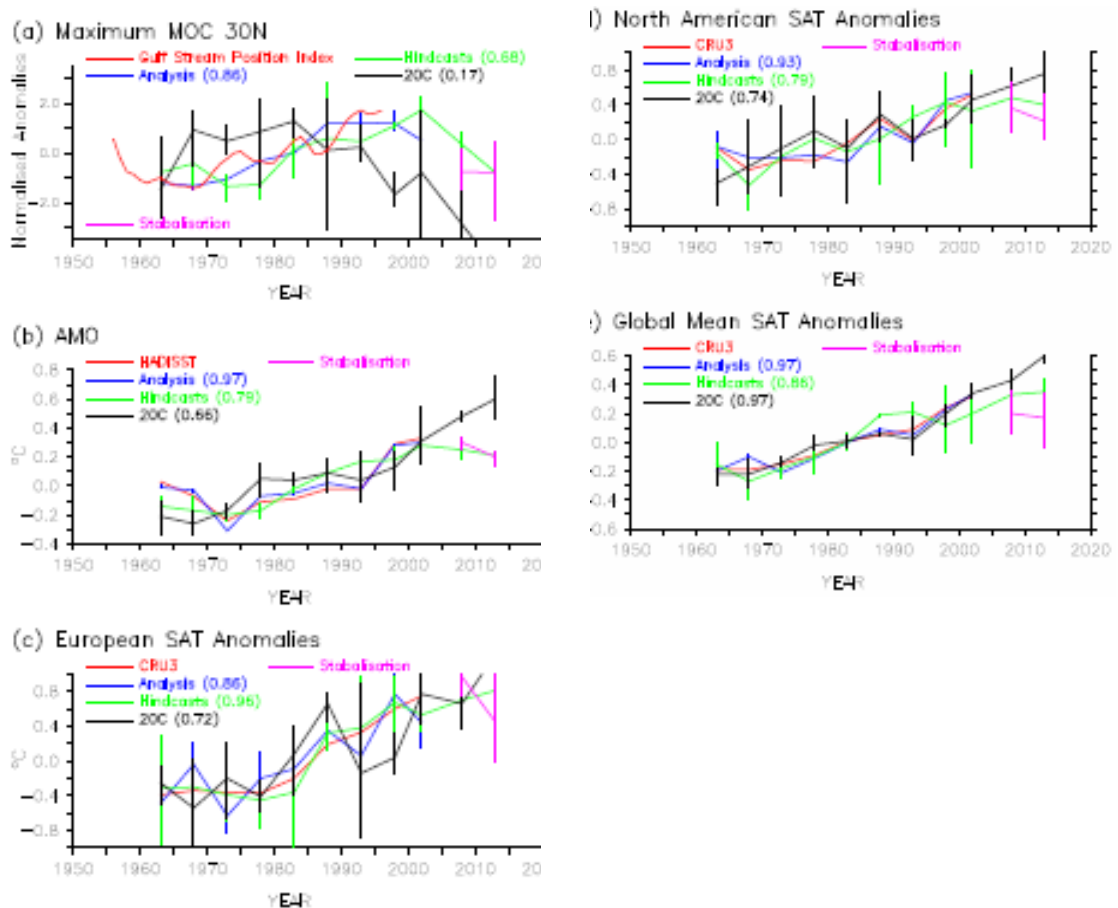 (a) Maximum MOC 30N
Gulf Stream Position Index
Hindcasts (0.68)
Analysis (0.86)
20C (0.17)
Normalised Anomalies
2.0
0.0
-2.0
Stabalisation
1950 1960 1970 1980 1990 2000 2010 20
YEAR
(b) AMO
HADISST
Stabalisation
Analysis (0.97)
Hindcasts (0.79)
20C (0.66)
°C
0.8
0.6
0.4
0.2
0.0
-0.2
-0.4
1950 1960 1970 1980 1990 2000 2010 20
YEAR
(c) European SAT Anomalies
CRU3
Stabalisation
Analysis (0.86)
Hindcasts (0.96)
20C (0.72)
°C
0.8
0.4
0.0
-0.4
-0.8
1950 1960 1970 1980 1990 2000 2010 20
YEAR
) North American SAT Anomalies
CRU3
Stabalisation
Analysis (0.93)
Hindcasts (0.79)
20C (0.74)
0.8
0.4
0.0
-0.4
-0.8
1950 1960 1970 1980 1990 2000 2010 2020
YEAR
) Global Mean SAT Anomalies
CRU3
Stabalisation
Analysis (0.97)
Hindcasts (0.86)
20C (0.97)
0.6
0.4
0.2
0.0
-0.2
-0.4
-0.6
1950 1960 1970 1980 1990 2000 2010 2020
YEAR